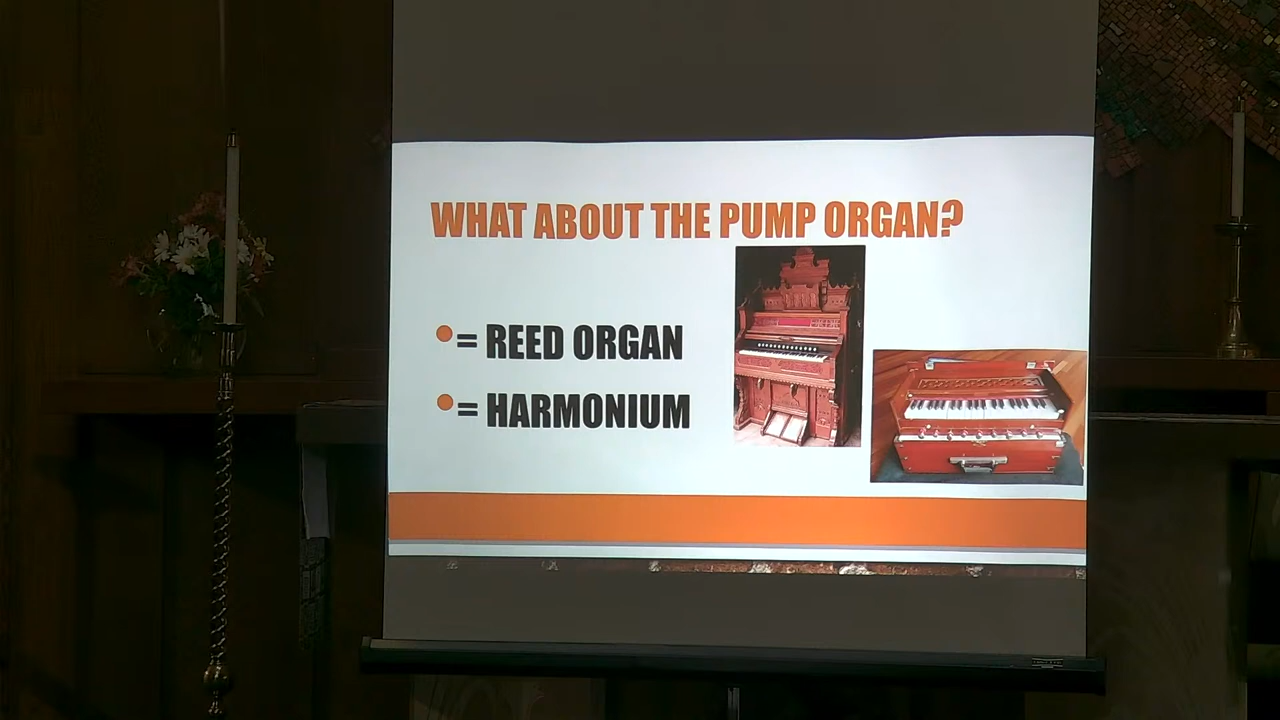 WHAT ABOUT THE PUMP ORGAN?
= REED ORGAN
= HARMONIUM